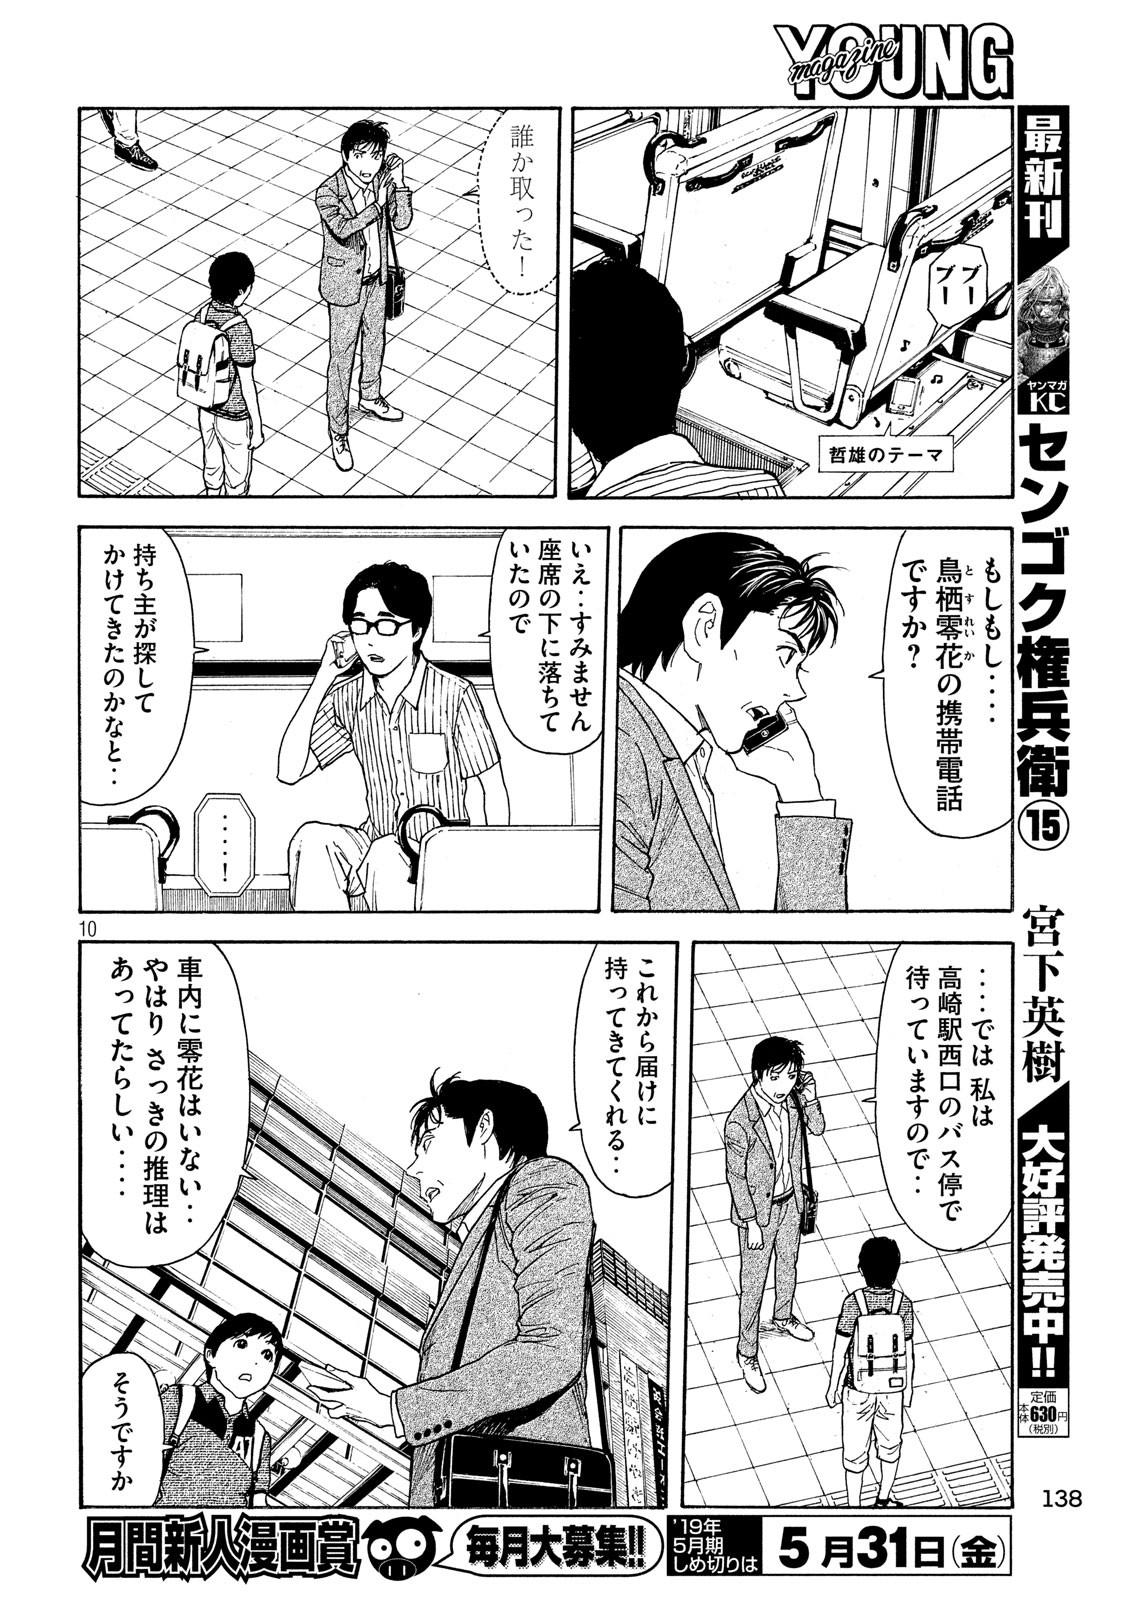 YOUNG
magazine
ブー
ブー
哲雄のテーマ
誰か取った!
もしもし‥‥
鳥栖零花の携帯電話
とすれいか
ですか?
いえ‥すみません
座席の下に落ちて
いたので
持ち主が探して
かけてきたのかなと‥
‥‥!
10
‥‥では 私は
高崎駅西口のバス停で
待っていますので‥
これから届けに
持ってきてくれる‥
車内に零花はいない‥
やはり さっきの推理は
あってたらしい‥‥
そうですか
最新刊
ヤンマガ
KC
センゴク権兵衛⑮
宮下英樹
大好評発売中!!
定価
本体630円
(税別)
138
月間新人漫画賞
毎月大募集!!
'19年
5月期
しめ切りは
5月31日(金)